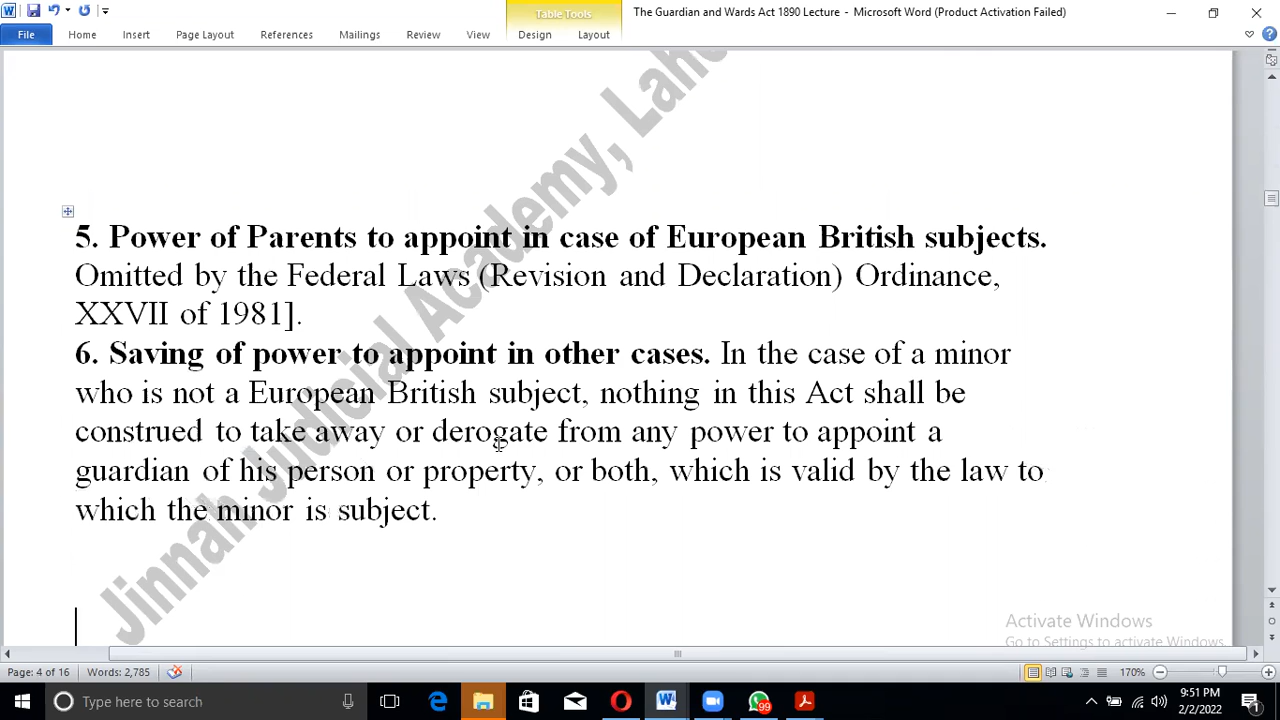 Table Tools
The Guardian and Wards Act 1890 Lecture - Microsoft Word (Product Activation Failed)
File Home Insert Page Layout References Mailings Review View Design Layout
Jinnah Judicial Academy, Laho
5. Power of Parents to appoint in case of European British subjects.
Omitted by the Federal Laws (Revision and Declaration) Ordinance,
XXVII of 1981].
6. Saving of power to appoint in other cases. In the case of a minor
who is not a European British subject, nothing in this Act shall be
construed to take away or derogate from any power to appoint a
guardian of his person or property, or both, which is valid by the law to
which the minor is subject.
Activate Windows
Go to Settings to activate Windows.
Page: 4 of 16 Words: 2,785 170%
Type here to search
99
9:51 PM
2/2/2022